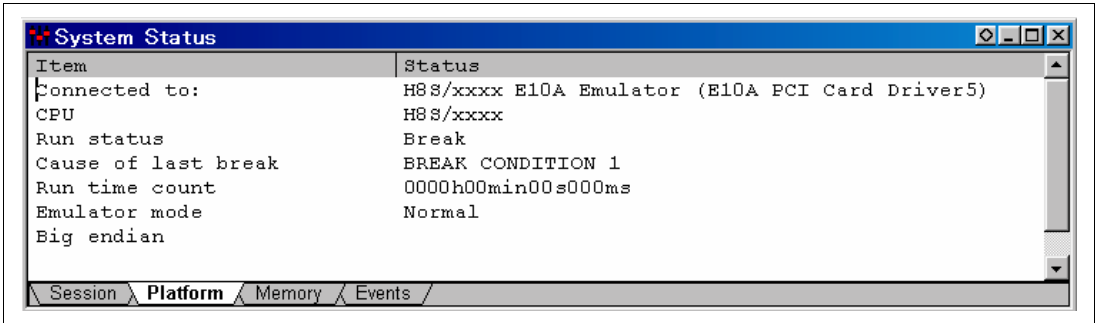 System Status
Item Status
Connected to: H8S/xxxx E10A Emulator (E10A PCI Card Driver5)
CPU H8S/xxxx
Run status Break
Cause of last break BREAK CONDITION 1
Run time count 0000h00min00s000ms
Emulator mode Normal
Big endian
Session Platform Memory Events